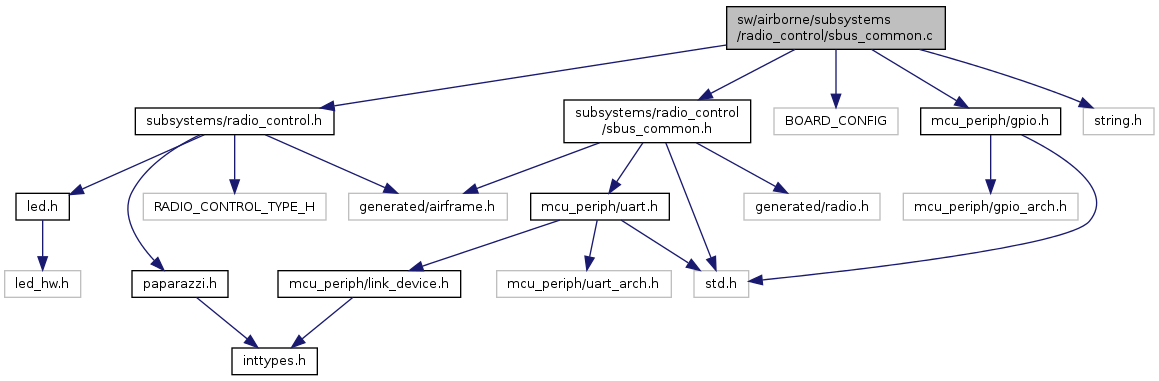 sw/airborne/subsystems
/radio_control/sbus_common.c
subsystems/radio_control.h
subsystems/radio_control
/sbus_common.h
BOARD_CONFIG
mcu_periph/gpio.h
string.h
led.h
RADIO_CONTROL_TYPE_H
generated/airframe.h
mcu_periph/uart.h
generated/radio.h
mcu_periph/gpio_arch.h
led_hw.h
paparazzi.h
mcu_periph/link_device.h
mcu_periph/uart_arch.h
std.h
inttypes.h